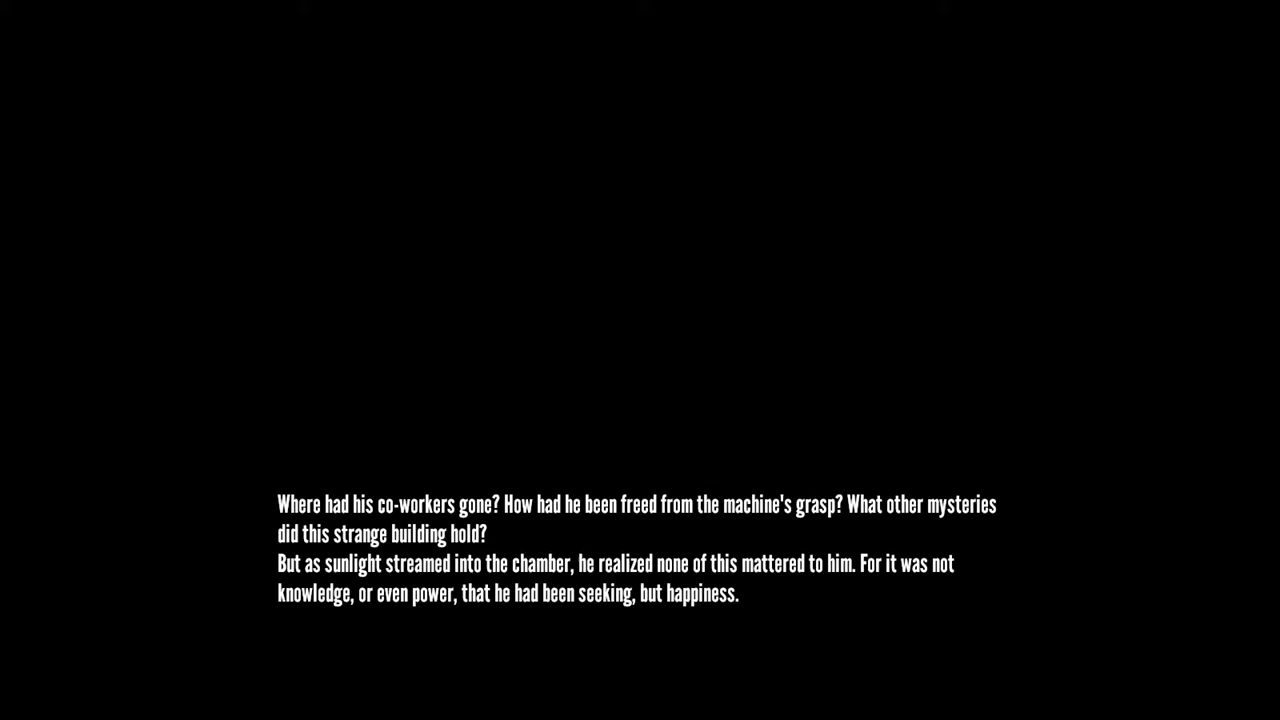 Where had his co-workers gone? How had he been freed from the machine's grasp? What other mysteries
did this strange building hold?
But as sunlight streamed into the chamber, he realized none of this mattered to him. For it was not
knowledge, or even power, that he had been seeking, but happiness.